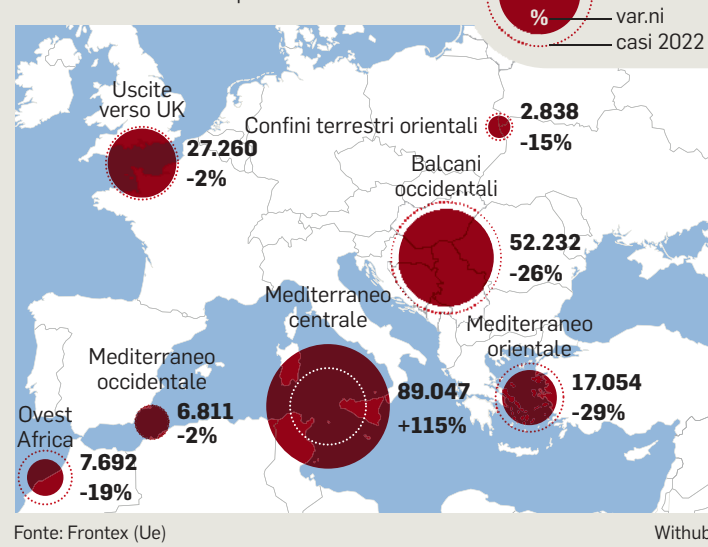 %
var.ni
casi 2022
Uscite
verso UK
27.260
-2%
Confini terrestri orientali
2.838
-15%
Balcani
occidentali
52.232
-26%
Mediterraneo
centrale
89.047
+115%
Mediterraneo
orientale
17.054
-29%
Mediterraneo
occidentale
6.811
-2%
Ovest
Africa
7.692
-19%
Fonte: Frontex (Ue)
Withub